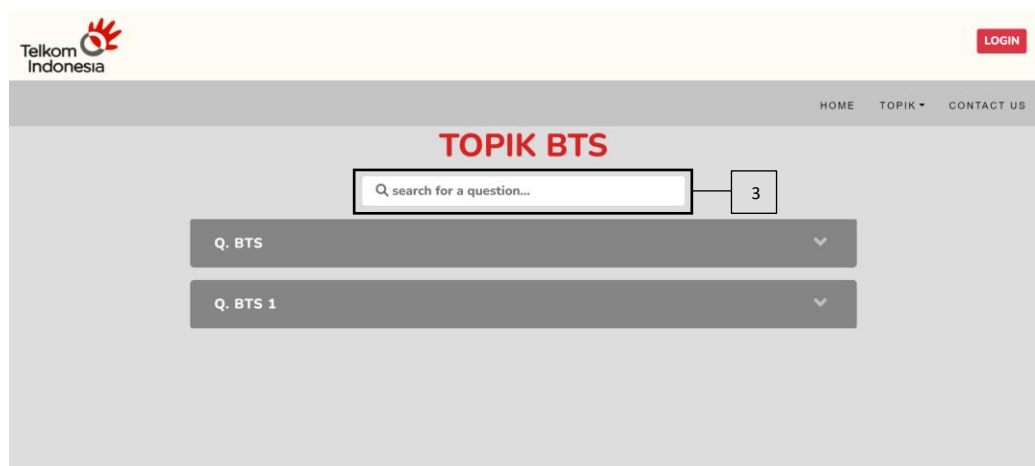 Telkom
Indonesia
LOGIN
HOME TOPIK CONTACT US
TOPIK BTS
search for a question...
3
Q. BTS
Q. BTS 1